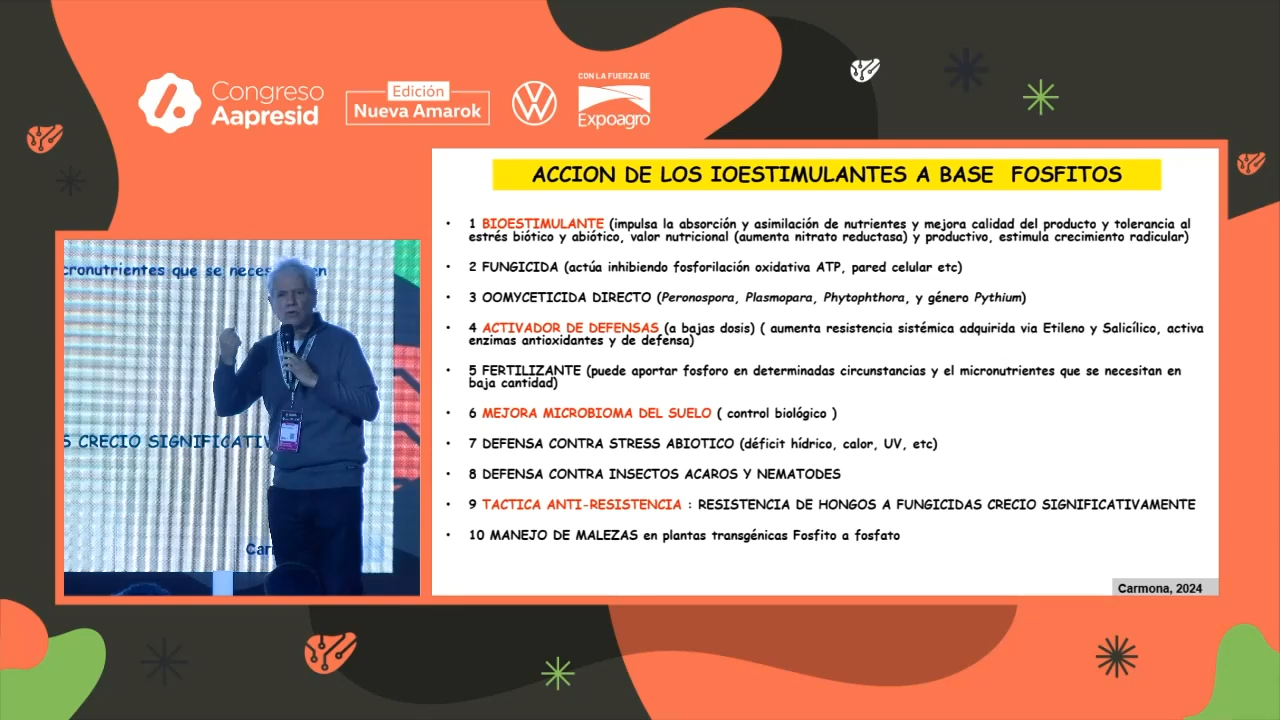 Congreso
Aapresid
Edición
Nueva Amarok
CON LA FUERZA DE
Expoagro
ACCION DE LOS IOESTIMULANTES A BASE FOSFITOS
• 1 BIOESTIMULANTE (impulsa la absorción y asimilación de nutrientes y mejora calidad del producto y tolerancia al
estrés biótico y abiótico, valor nutricional (aumenta nitrato reductasa) y productivo, estimula crecimiento radicular)
• 2 FUNGICIDA (actúa inhibiendo fosforilación oxidativa ATP, pared celular etc)
• 3 OOMYCETICIDA DIRECTO (Peronospora, Plasmopara, Phytophthora, y género Pythium)
• 4 ACTIVADOR DE DEFENSAS (a bajas dosis) ( aumenta resistencia sistémica adquirida via Etileno y Salicílico, activa
enzimas antioxidantes y de defensa)
• 5 FERTILIZANTE (puede aportar fosforo en determinadas circunstancias y el micronutrientes que se necesitan en
baja cantidad)
• 6 MEJORA MICROBIOMA DEL SUELO ( control biológico )
• 7 DEFENSA CONTRA STRESS ABIOTICO (déficit hídrico, calor, UV, etc)
• 8 DEFENSA CONTRA INSECTOS ACAROS Y NEMATODES
• 9 TACTICA ANTI-RESISTENCIA : RESISTENCIA DE HONGOS A FUNGICIDAS CRECIO SIGNIFICATIVAMENTE
• 10 MANEJO DE MALEZAS en plantas transgénicas Fosfito a fosfato
Carmona, 2024
cronutrientes que se neces en
S CRECIO SIGNIFICATIV
Car